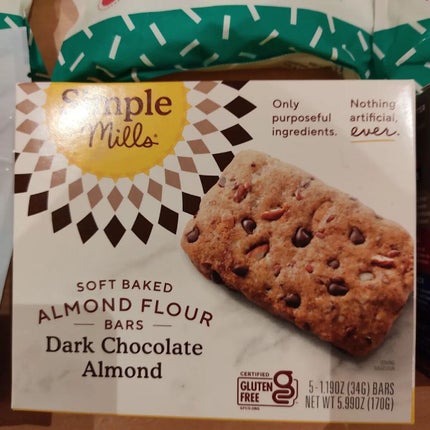 Simple
Mills
Only
purposeful
ingredients.
Nothing
artificial,
ever.
SOFT BAKED
ALMOND FLOUR
BARS
Dark Chocolate
Almond
CERTIFIED
GLUTEN
FREE
5-1.19OZ (34G) BARS
NET WT 5.99OZ (170G)